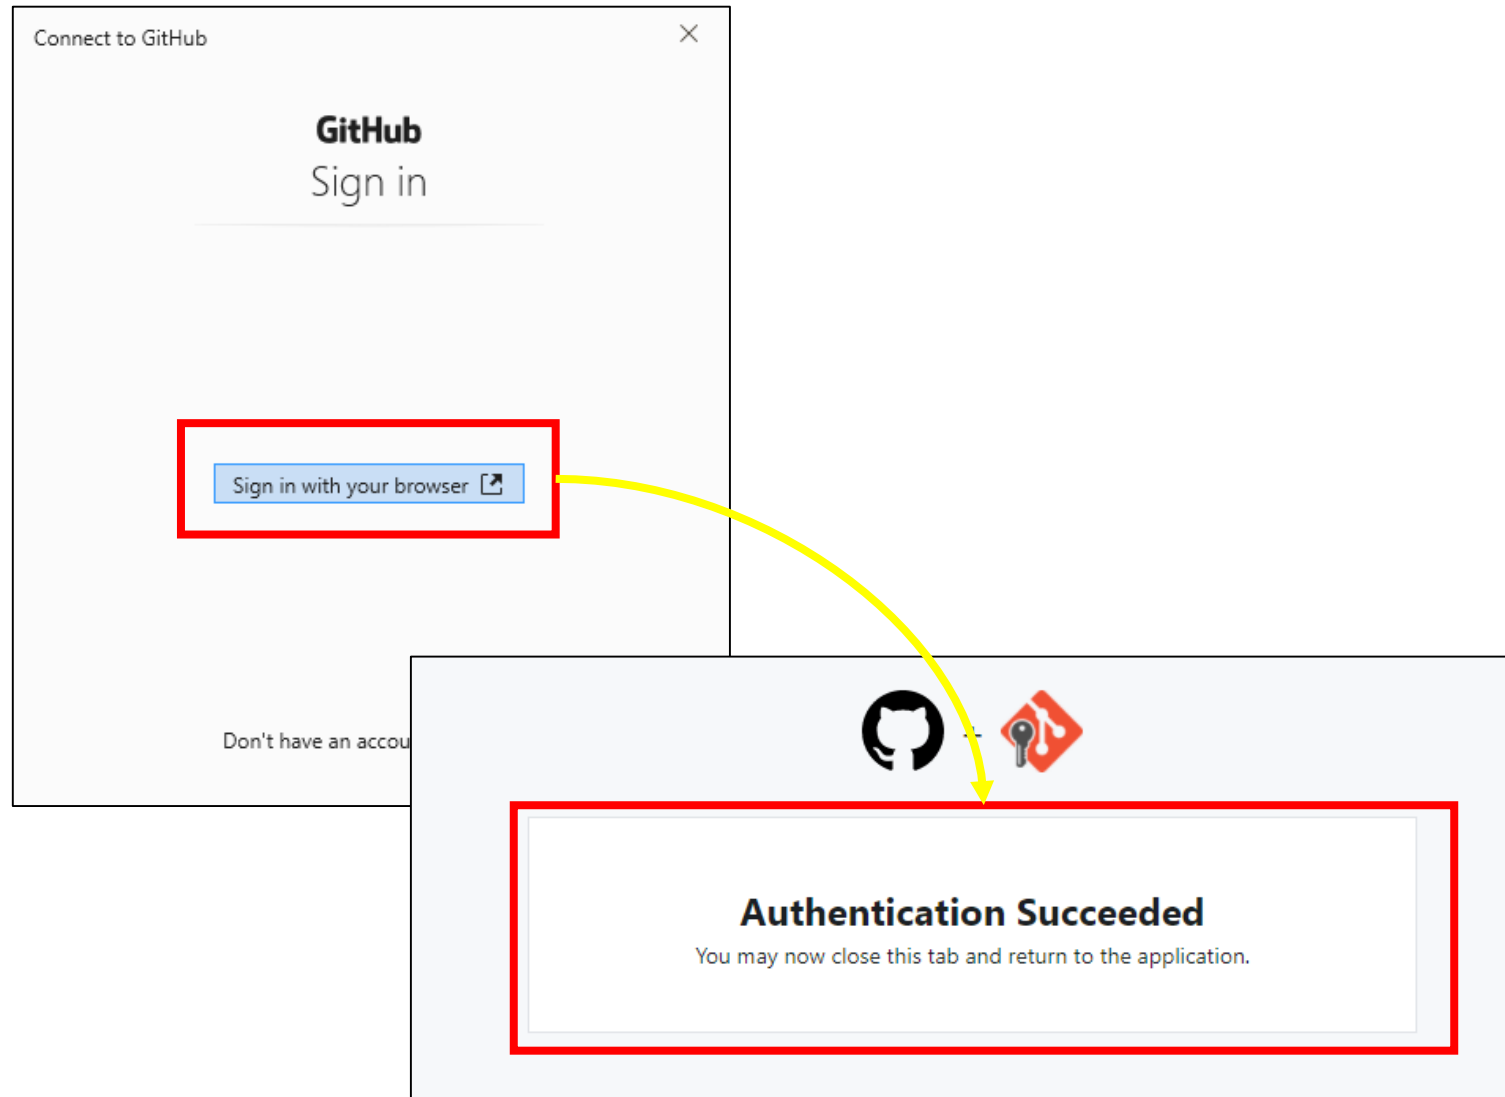 Connect to GitHub
GitHub
Sign in
Sign in with your browser
Don't have an accou
Authentication Succeeded
You may now close this tab and return to the application.